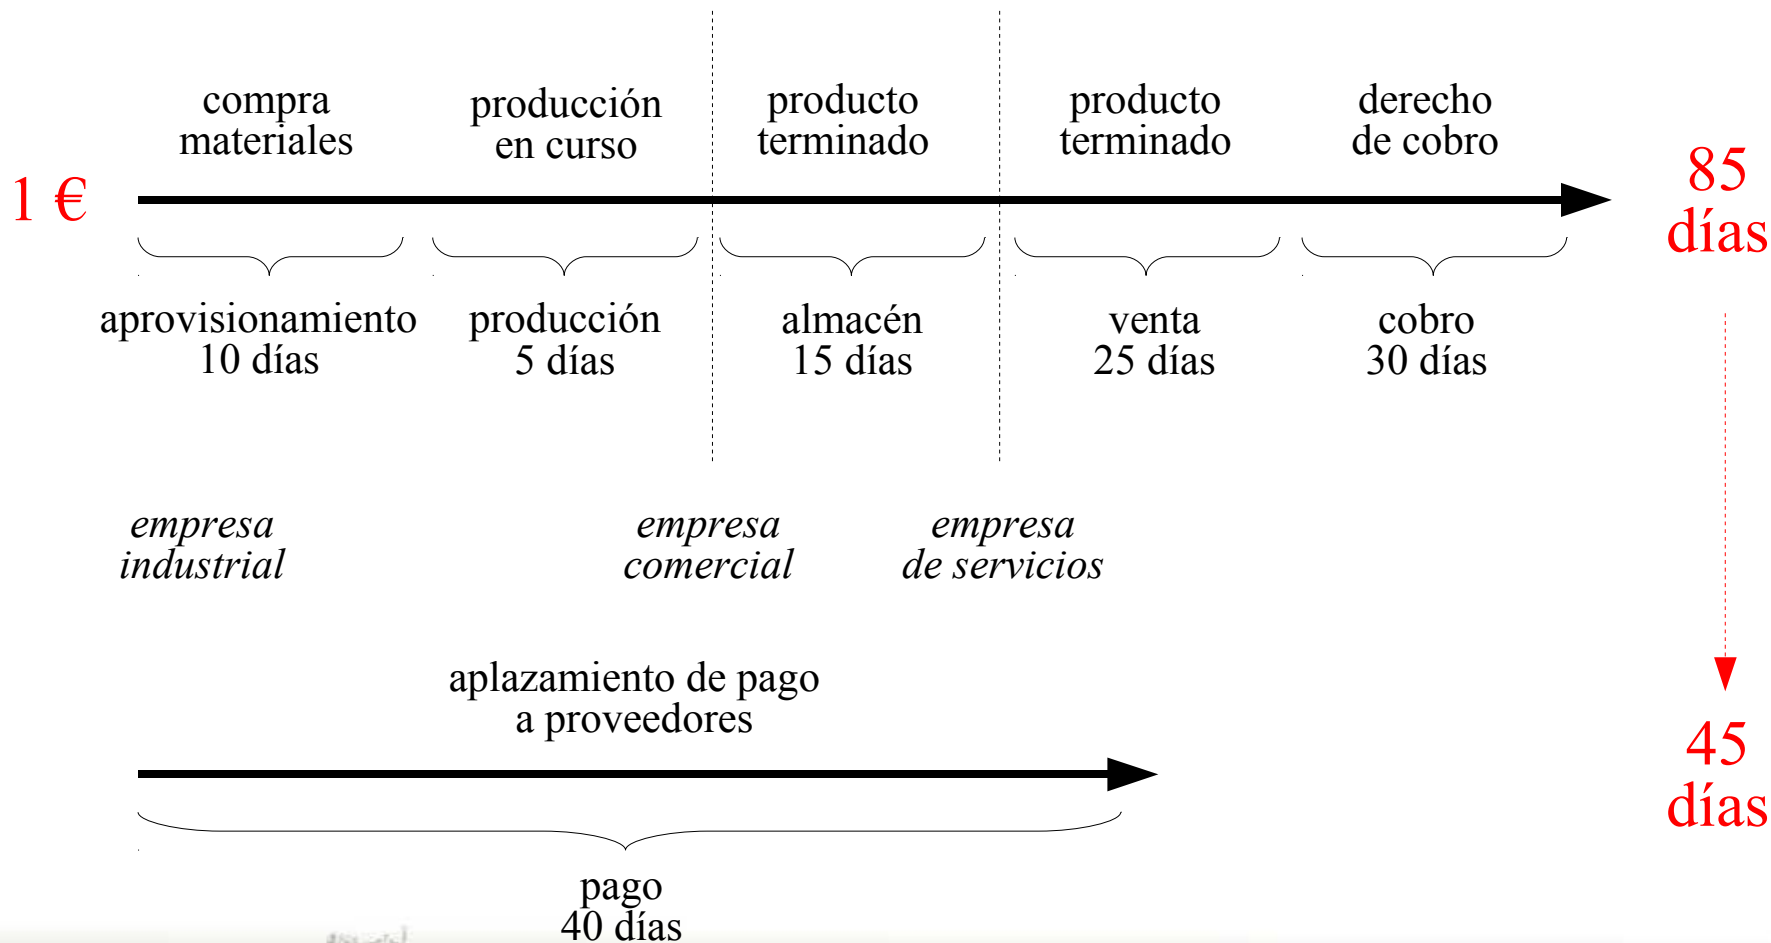 compra
materiales
producción
en curso
producto
terminado
producto
terminado
derecho
de cobro
1 €
85
días
aprovisionamiento
10 días
producción
5 días
almacén
15 días
venta
25 días
cobro
30 días
empresa
industrial
empresa
comercial
empresa
de servicios
aplazamiento de pago
a proveedores
45
días
pago
40 días